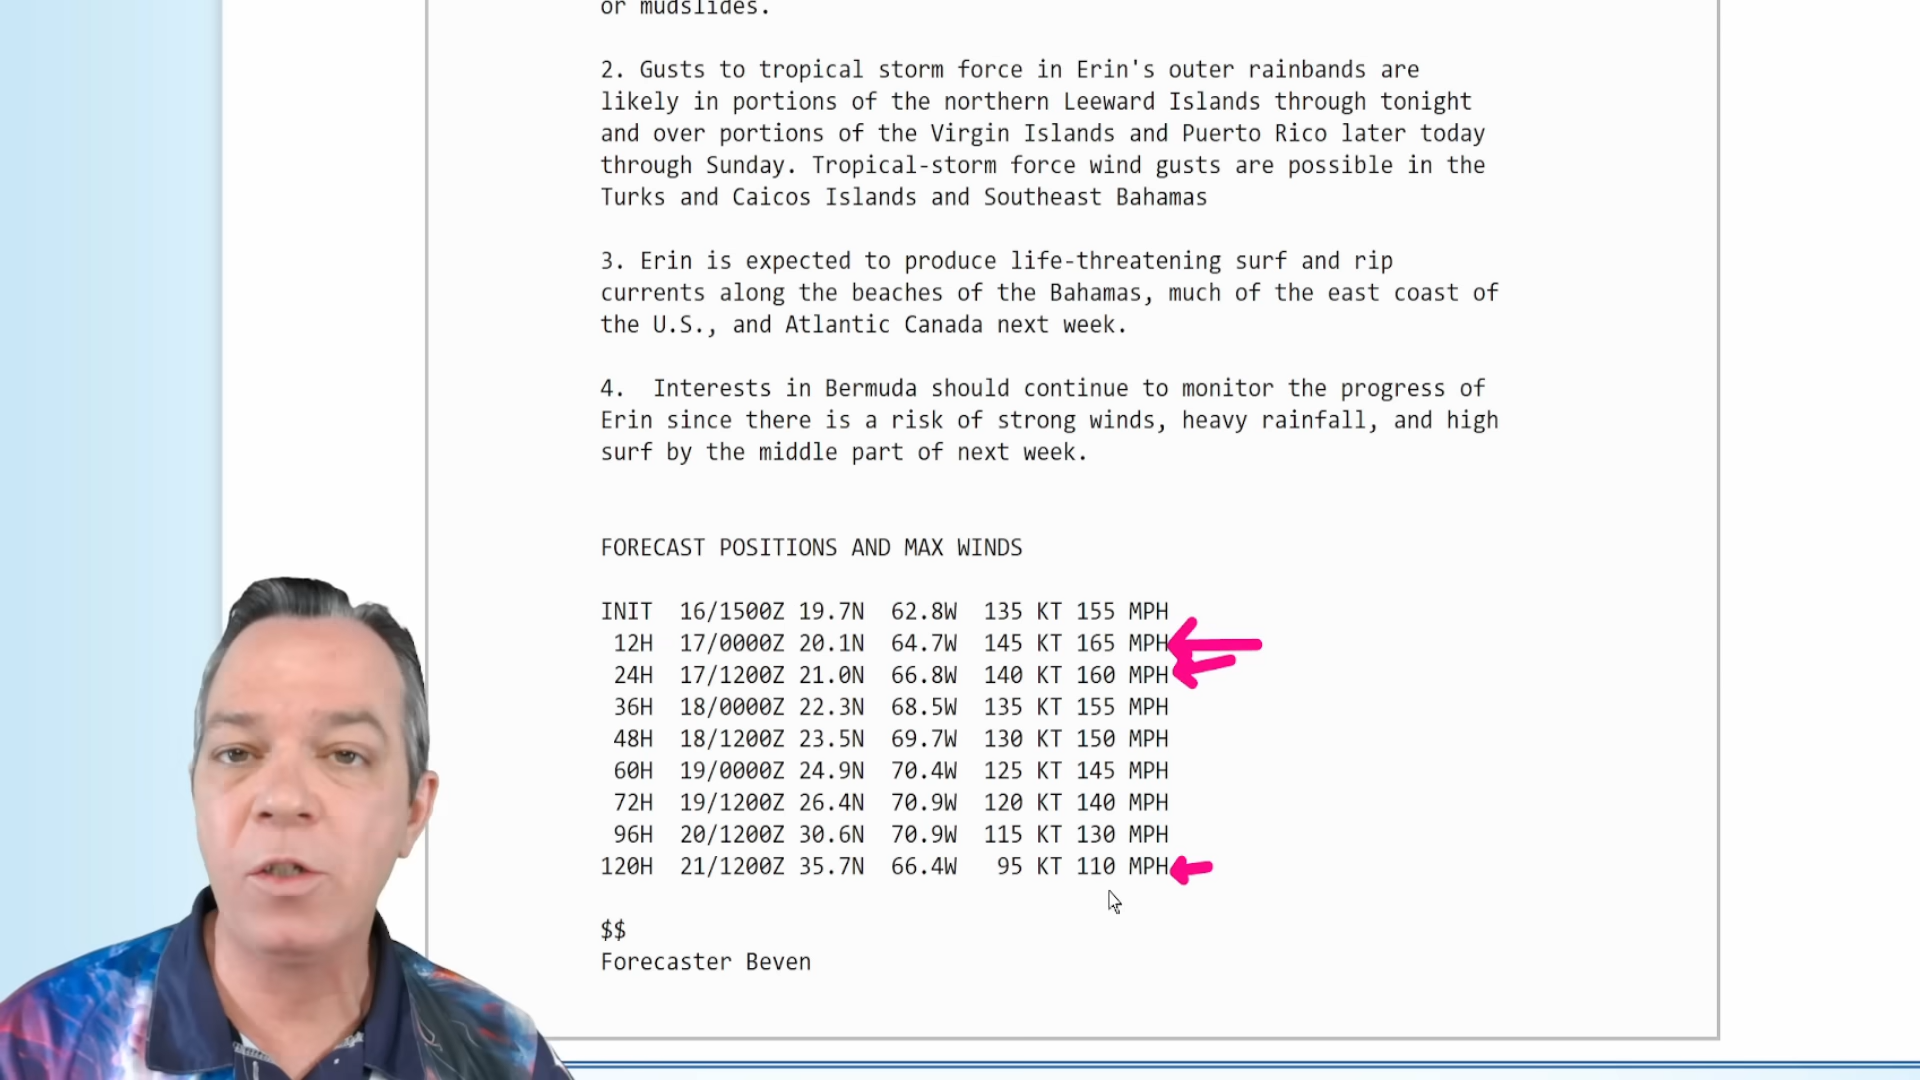 or mudslides.
2. Gusts to tropical storm force in Erin's outer rainbands are
likely in portions of the northern Leeward Islands through tonight
and over portions of the Virgin Islands and Puerto Rico later today
through Sunday. Tropical-storm force wind gusts are possible in the
Turks and Caicos Islands and Southeast Bahamas
3. Erin is expected to produce life-threatening surf and rip
currents along the beaches of the Bahamas, much of the east coast of
the U.S., and Atlantic Canada next week.
4.  Interests in Bermuda should continue to monitor the progress of
Erin since there is a risk of strong winds, heavy rainfall, and high
surf by the middle part of next week.
FORECAST POSITIONS AND MAX WINDS
INIT  16/1500Z 19.7N  62.8W  135 KT 155 MPH
12H  17/0000Z 20.1N  64.7W  145 KT 165 MPH
24H  17/1200Z 21.0N  66.8W  140 KT 160 MPH
36H  18/0000Z 22.3N  68.5W  135 KT 155 MPH
48H  18/1200Z 23.5N  69.7W  130 KT 150 MPH
60H  19/0000Z 24.9N  70.4W  125 KT 145 MPH
72H  19/1200Z 26.4N  70.9W  120 KT 140 MPH
96H  20/1200Z 30.6N  70.9W  115 KT 130 MPH
120H  21/1200Z 35.7N  66.4W   95 KT 110 MPH
$$
Forecaster Beven